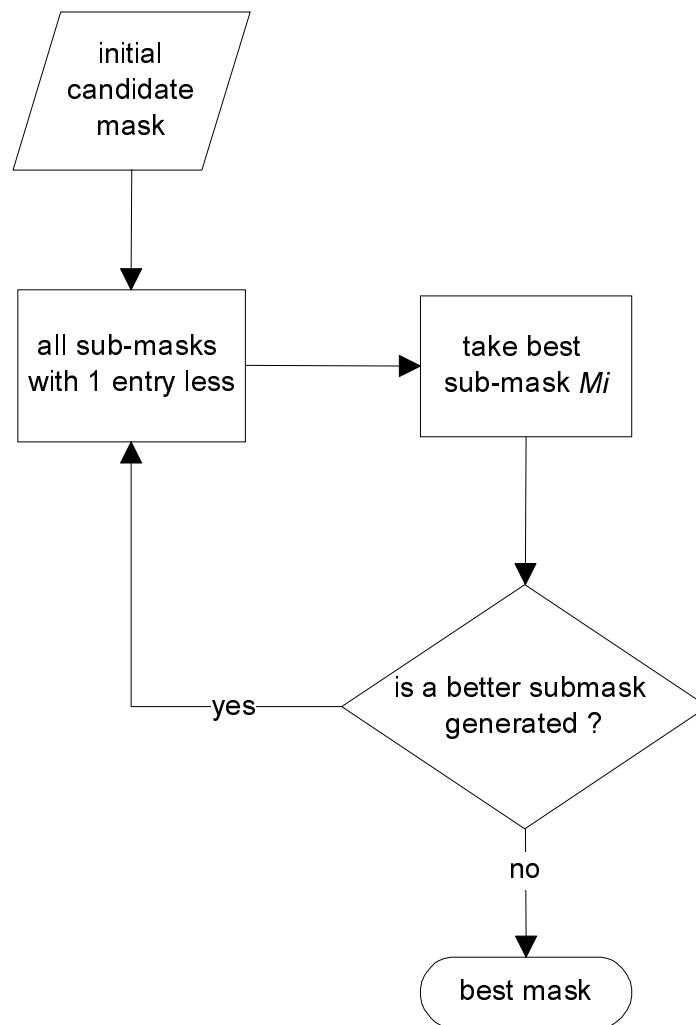 initial
candidate
mask
all sub-masks
with 1 entry less
take best
sub-mask Mi
is a better submask
generated ?
yes
no
best mask